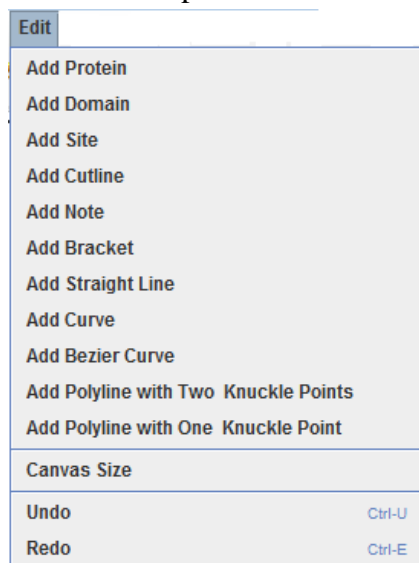 Edit
Add Protein
Add Domain
Add Site
Add Cutline
Add Note
Add Bracket
Add Straight Line
Add Curve
Add Bezier Curve
Add Polyline with Two Knuckle Points
Add Polyline with One Knuckle Point
Canvas Size
Undo Ctrl-U
Redo Ctrl-E